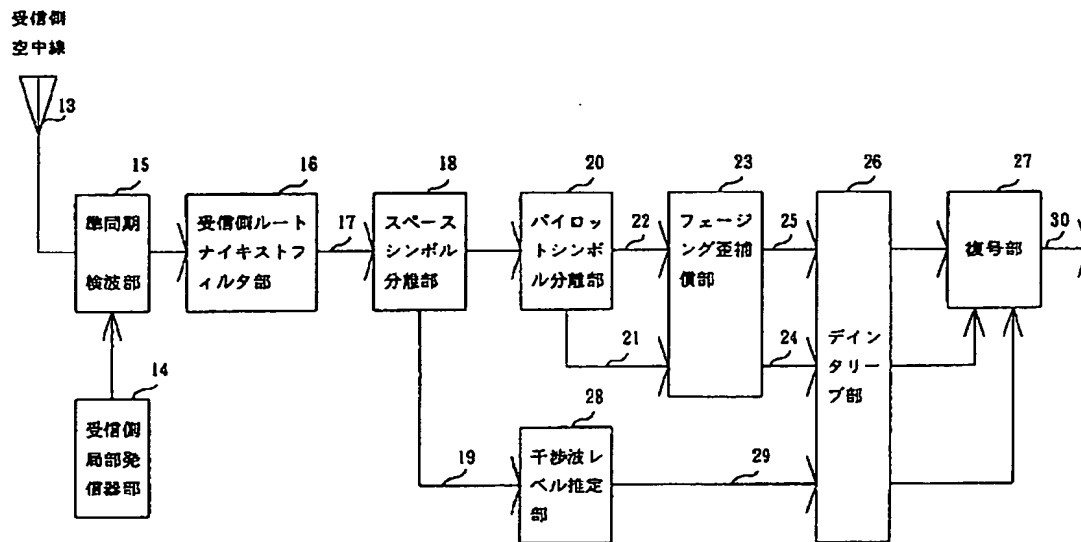 受信側
空中線
13
15
準同期
検波部
16
受信側ルート
ナイキストフ
ィルタ部
17
18
スペース
シンボル
分離部
20
パイロッ
トシンボ
ル分離部
22
21
23
フェージ
ング歪補
償部
25
24
26
デイン
タリー
ブ部
27
復号部
30
14
受信側
局部発
信器部
19
28
干渉波レ
ベル推定
部
29